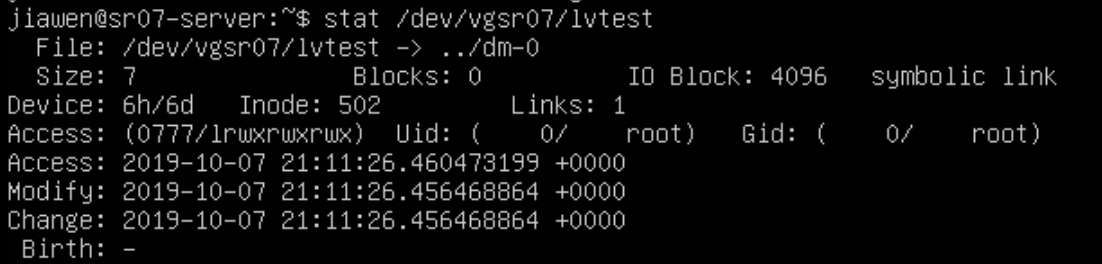 jiawen@sr07-server:~$ stat /dev/vgsr07/lvtest
  File: /dev/vgsr07/lvtest -> ../dm-0
  Size: 7               Blocks: 0          IO Block: 4096   symbolic link
Device: 6h/6d   Inode: 502         Links: 1
Access: (0777/lrwxrwxrwx)  Uid: (    0/    root)   Gid: (    0/    root)
Access: 2019-10-07 21:11:26.460473199 +0000
Modify: 2019-10-07 21:11:26.456468864 +0000
Change: 2019-10-07 21:11:26.456468864 +0000
 Birth: -